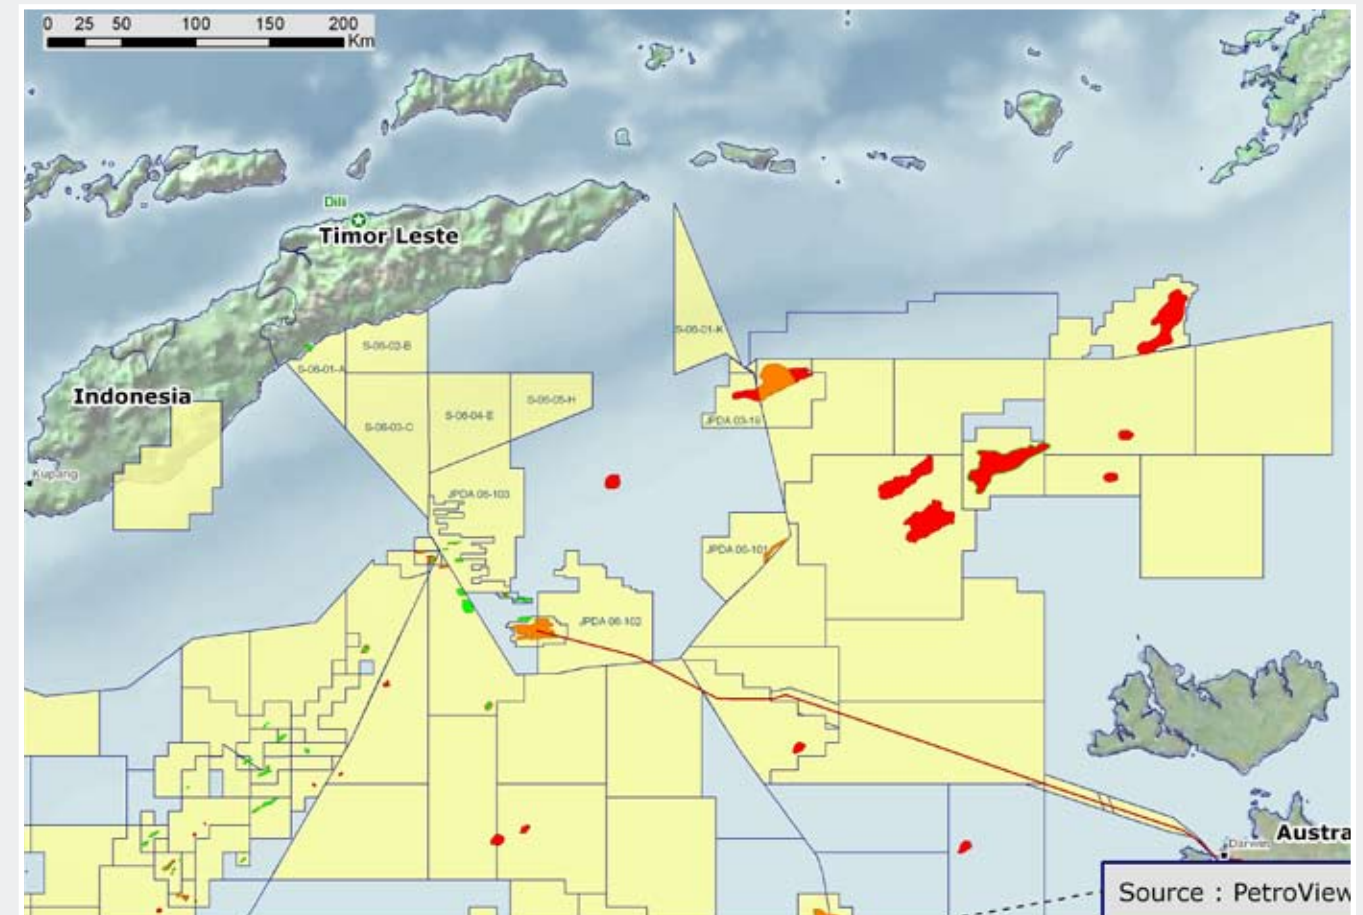 0 25 50 100 150 200
Km
Dili
Timor Leste
S-06-01-K
S-06-02-B
S-06-01-A
Indonesia
S-06-03-C
S-06-04-E
S-06-05-H
JPDA 03-19
Kupang
JPDA 06-103
JPDA 06-101
JPDA 06-102
Austra
Darwin
Source : PetroView